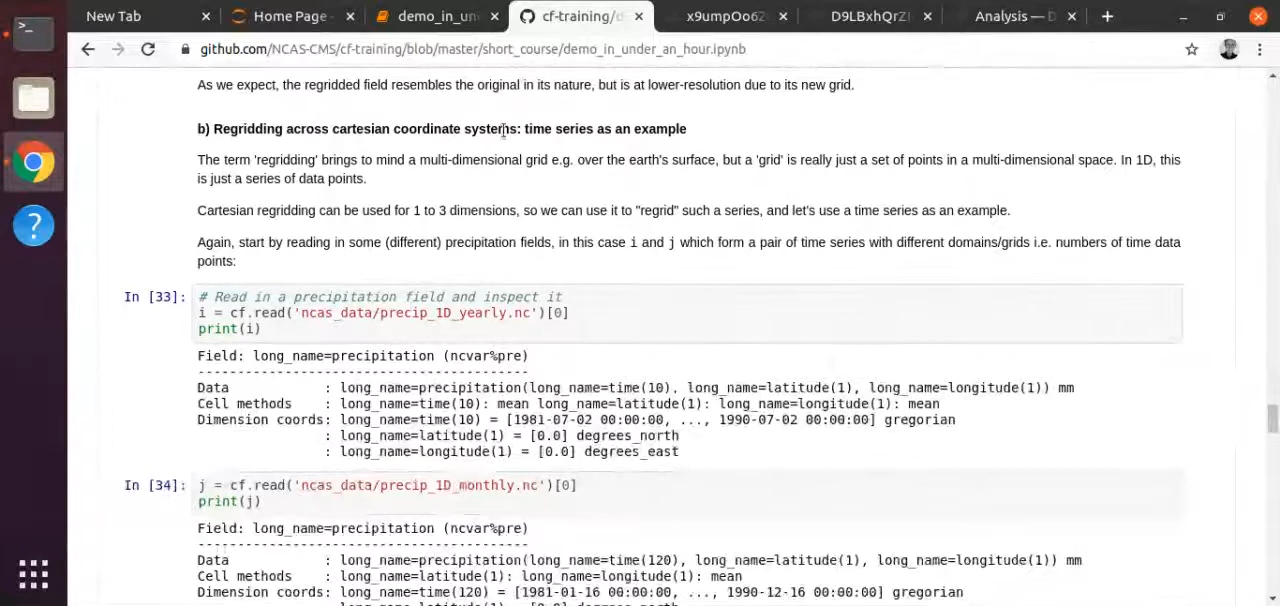 New Tab
Home Page -
demo_in_un
cf-training/d
x9umpOo62
D9LBxhQrZ
Analysis — D
github.com/NCAS-CMS/cf-training/blob/master/short_course/demo_in_under_an_hour.ipynb
As we expect, the regridded field resembles the original in its nature, but is at lower-resolution due to its new grid.
b) Regridding across cartesian coordinate systems: time series as an example
The term 'regridding' brings to mind a multi-dimensional grid e.g. over the earth's surface, but a 'grid' is really just a set of points in a multi-dimensional space. In 1D, this
is just a series of data points.
Cartesian regridding can be used for 1 to 3 dimensions, so we can use it to "regrid" such a series, and let's use a time series as an example.
Again, start by reading in some (different) precipitation fields, in this case i and j which form a pair of time series with different domains/grids i.e. numbers of time data
points:
In [33]: # Read in a precipitation field and inspect it
i = cf.read('ncas_data/precip_1D_yearly.nc')[0]
print(i)
Field: long_name=precipitation (ncvar%pre)
------------------------------------------
Data : long_name=precipitation(long_name=time(10), long_name=latitude(1), long_name=longitude(1)) mm
Cell methods : long_name=time(10): mean long_name=latitude(1): long_name=longitude(1): mean
Dimension coords: long_name=time(10) = [1981-07-02 00:00:00, ..., 1990-07-02 00:00:00] gregorian
: long_name=latitude(1) = [0.0] degrees_north
: long_name=longitude(1) = [0.0] degrees_east
In [34]: j = cf.read('ncas_data/precip_1D_monthly.nc')[0]
print(j)
Field: long_name=precipitation (ncvar%pre)
------------------------------------------
Data : long_name=precipitation(long_name=time(120), long_name=latitude(1), long_name=longitude(1)) mm
Cell methods : long_name=latitude(1): long_name=longitude(1): mean
Dimension coords: long_name=time(120) = [1981-01-16 00:00:00, ..., 1990-12-16 00:00:00] gregorian